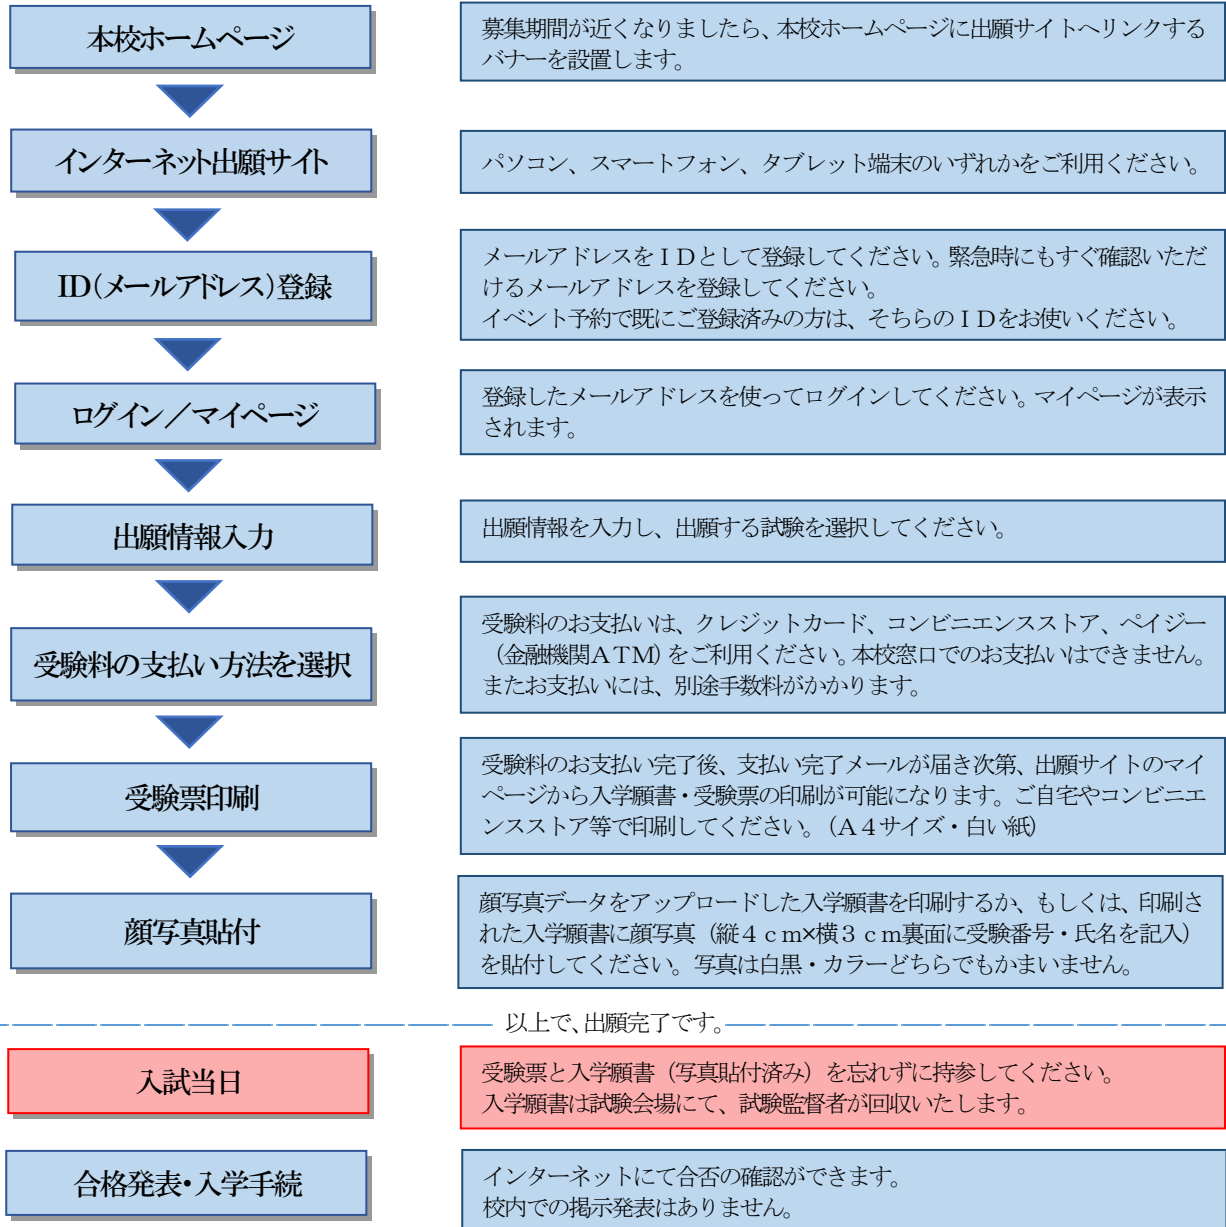 本校ホームページ
募集期間が近くなりましたら、本校ホームページに出願サイトへリンクする
バナーを設置します。
インターネット出願サイト
パソコン、スマートフォン、タブレット端末のいずれかをご利用ください。
ID（メールアドレス）登録
メールアドレスをＩＤとして登録してください。緊急時にもすぐ確認いただ
けるメールアドレスを登録してください。
イベント予約で既にご登録済みの方は、そちらのＩＤをお使いください。
ログイン／マイページ
登録したメールアドレスを使ってログインしてください。マイページが表示
されます。
出願情報入力
出願情報を入力し、出願する試験を選択してください。
受験料の支払い方法を選択
受験料のお支払いは、クレジットカード、コンビニエンスストア、ペイジー
（金融機関ＡＴＭ）をご利用ください。本校窓口でのお支払いはできません。
またお支払いには、別途手数料がかかります。
受験票印刷
受験料のお支払い完了後、支払い完了メールが届き次第、出願サイトのマイ
ページから入学願書・受験票の印刷が可能になります。ご自宅やコンビニエ
ンスストア等で印刷してください。（Ａ４サイズ・白い紙）
顔写真貼付
顔写真データをアップロードした入学願書を印刷するか、もしくは、印刷さ
れた入学願書に顔写真（縦４ｃｍ×横３ｃｍ裏面に受験番号・氏名を記入）
を貼付してください。写真は白黒・カラーどちらでもかまいません。
以上で、出願完了です。
入試当日
受験票と入学願書（写真貼付済み）を忘れずに持参してください。
入学願書は試験会場にて、試験監督者が回収いたします。
合格発表・入学手続
インターネットにて合否の確認ができます。
校内での掲示発表はありません。